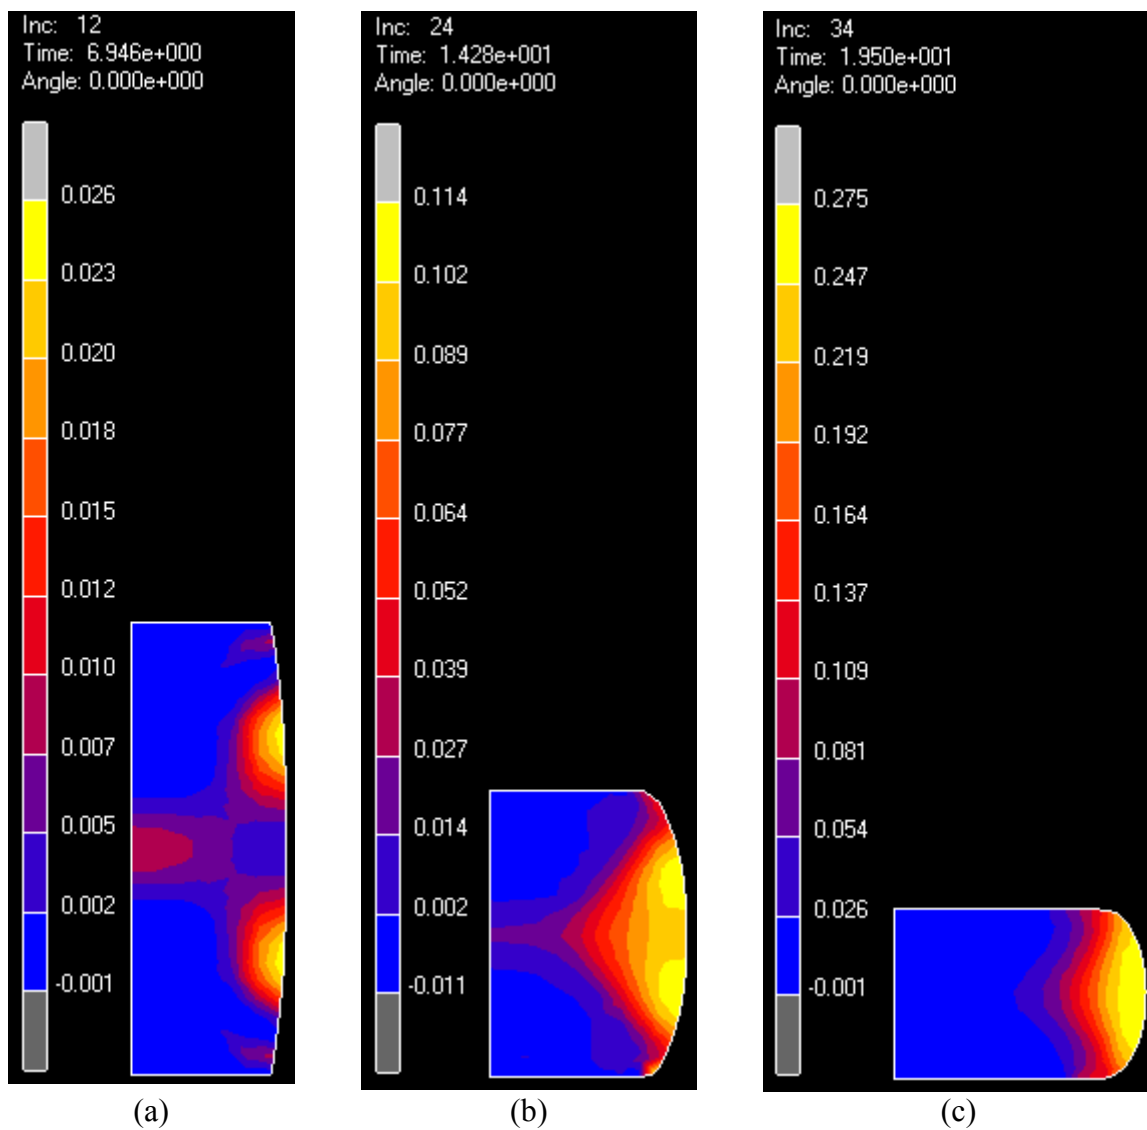 Inc: 12
Time: 6.946e+000
Angle: 0.000e+000
0.026
0.023
0.020
0.018
0.015
0.012
0.010
0.007
0.005
0.002
-0.001
(a)
Inc: 24
Time: 1.428e+001
Angle: 0.000e+000
0.114
0.102
0.089
0.077
0.064
0.052
0.039
0.027
0.014
0.002
-0.011
(b)
Inc: 34
Time: 1.950e+001
Angle: 0.000e+000
0.275
0.247
0.219
0.192
0.164
0.137
0.109
0.081
0.054
0.026
-0.001
(c)